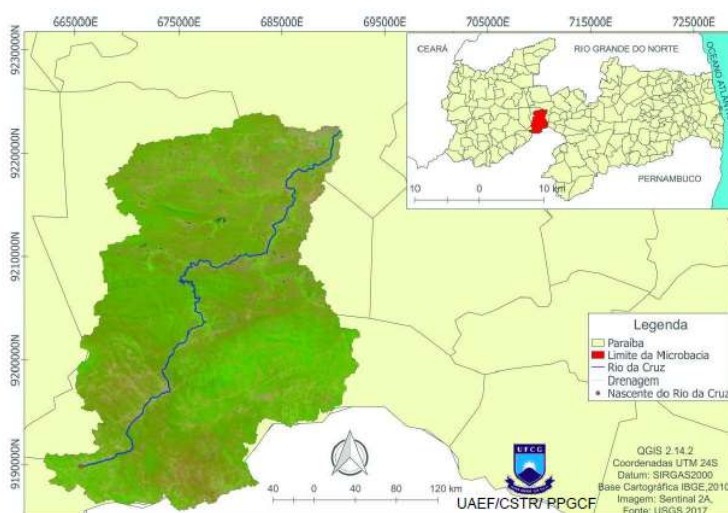 665000E 675000E 685000E 695000E 705000E 715000E 725000E
9230000N
9220000N
9210000N
9200000N
9190000N
CEARÁ
RIO GRANDE DO NORTE
OCEANO ATLÂ
PERNAMBUCO
10 0 10 km
Legenda
Paraíba
Limite da Microbacia
Rio da Cruz
Drenagem
Nascente do Rio da Cruz
40 20 0 40 80 120 km
UFCG
UAEF/CSTR/ PPGCF
QGIS 2.14.2
Coordenadas UTM 24S
Datum: SIRGAS2000
Base Cartográfica IBGE,2010
Imagem: Sentinal 2A,
Fonte: USGS 2017